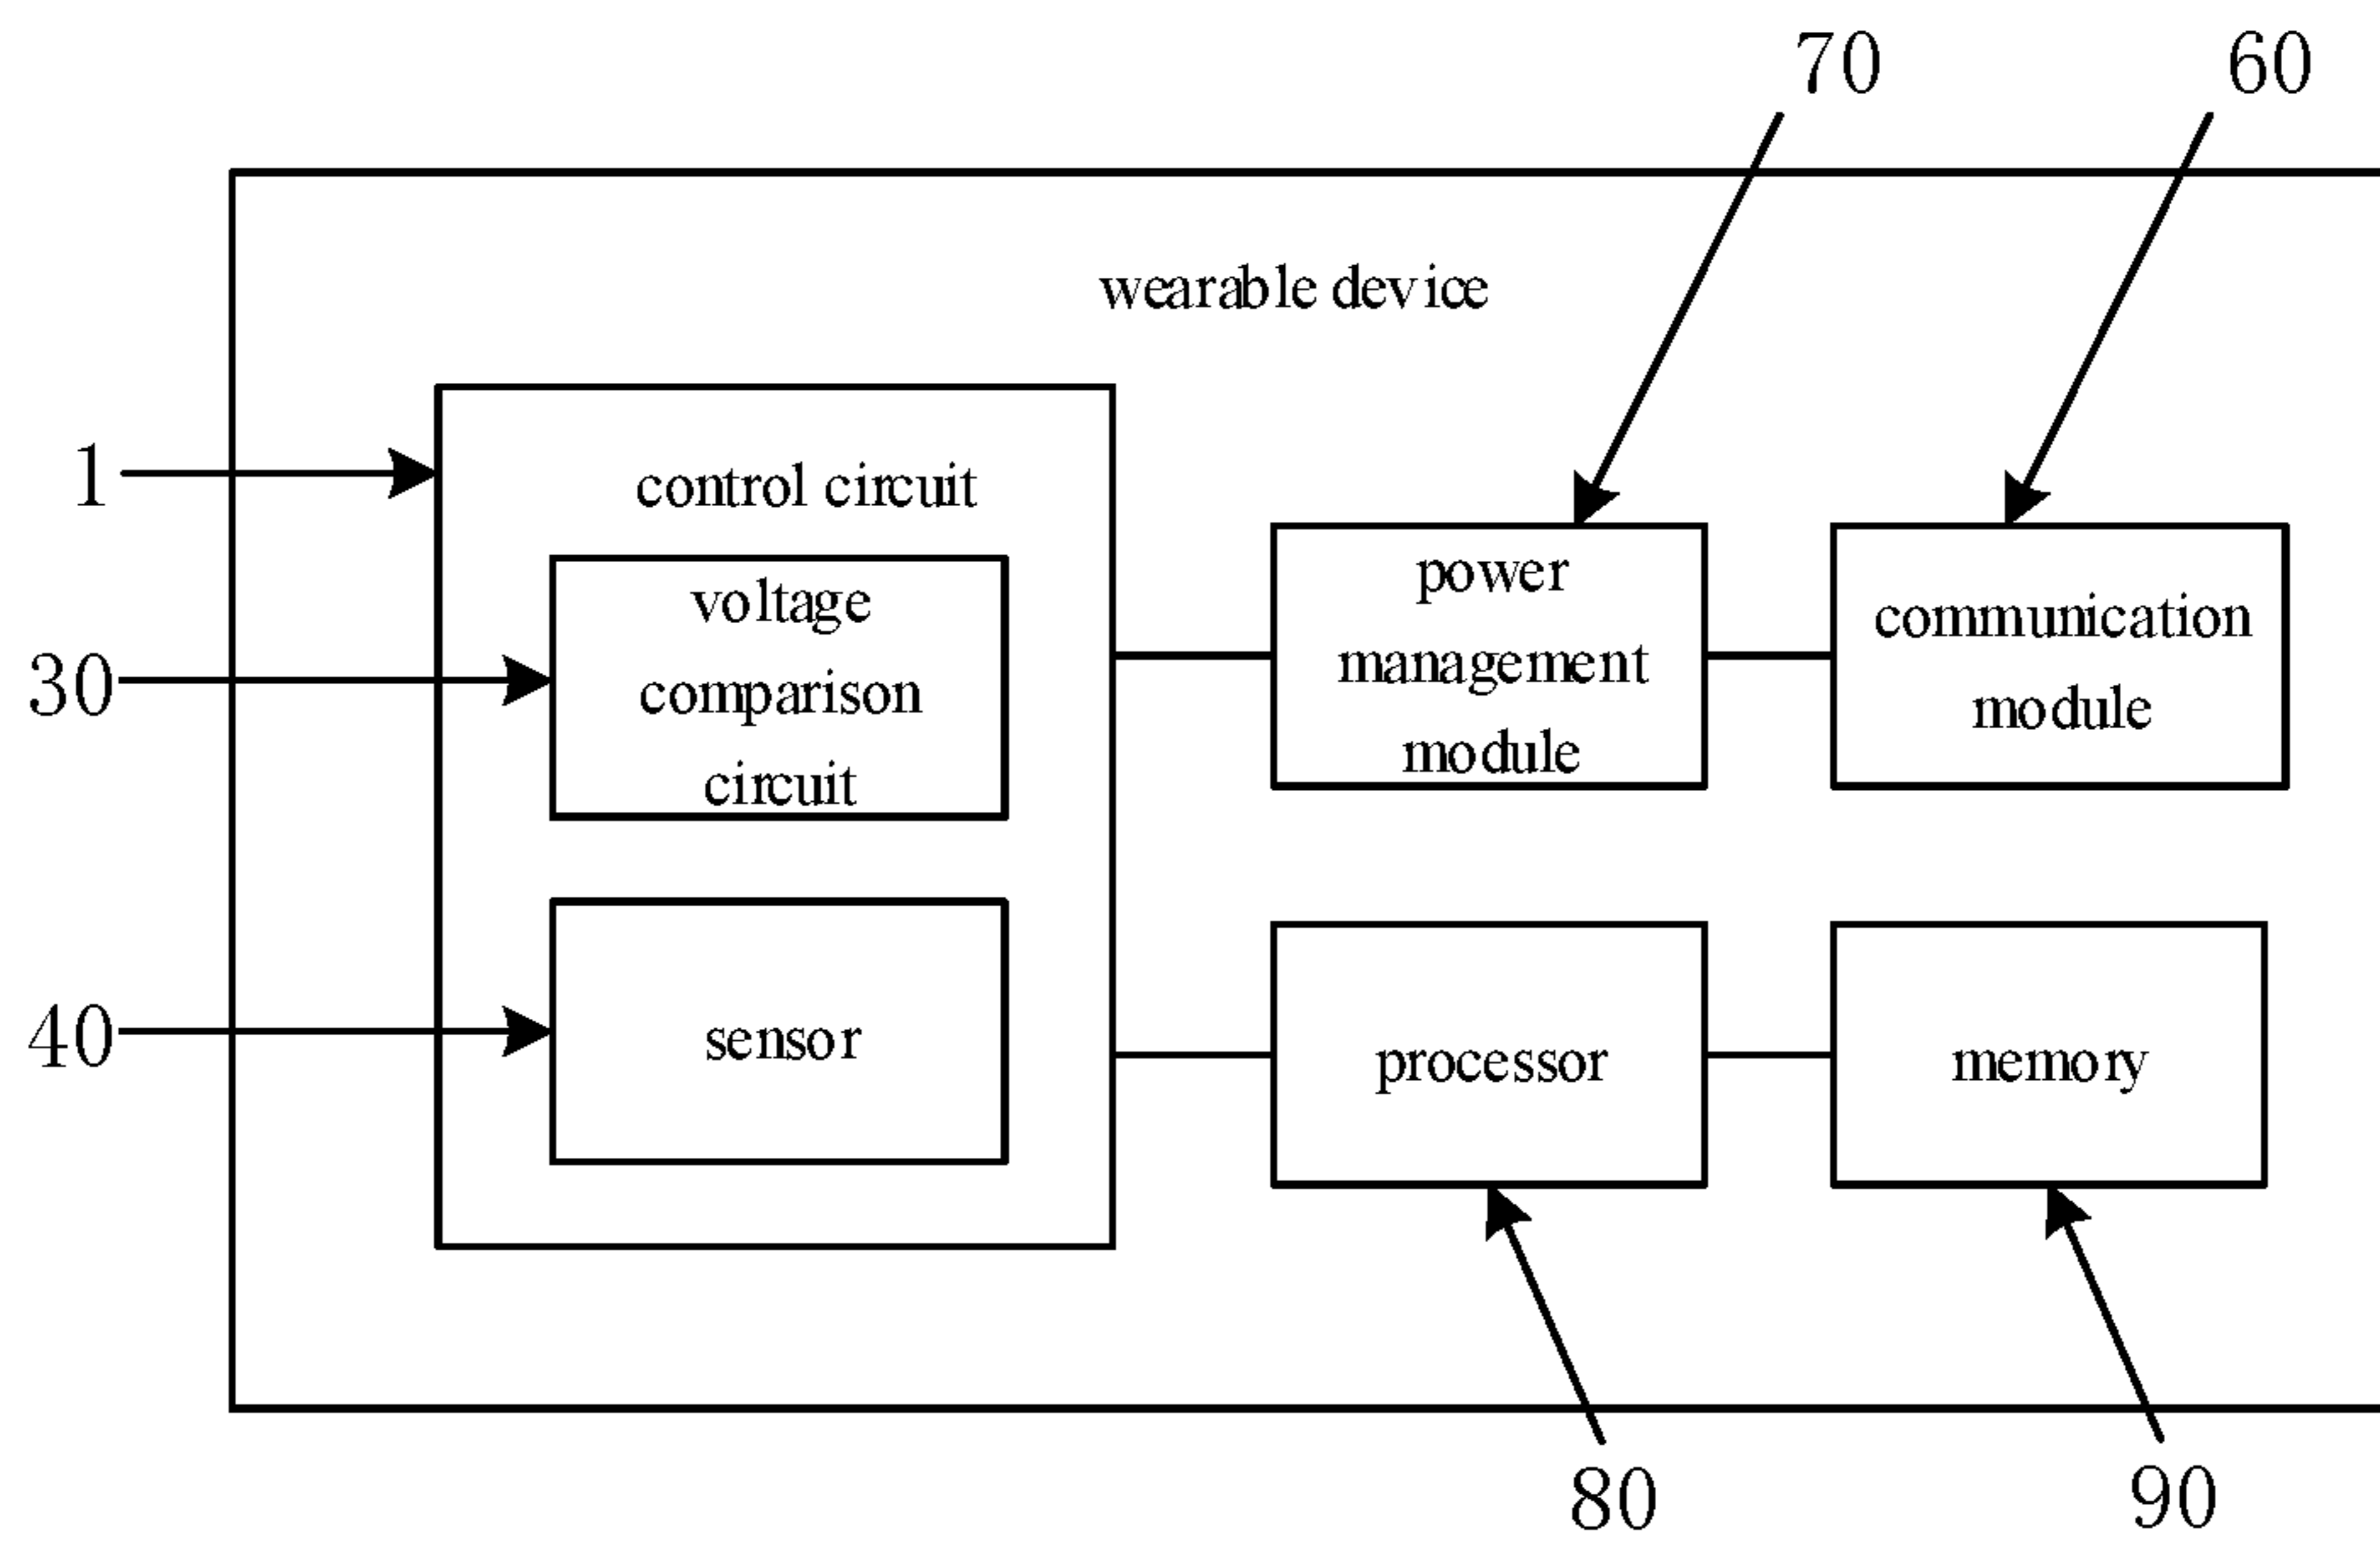 70
60
wearable device
1
control circuit
30
voltage
comparison
circuit
power
management
module
communication
module
40
sensor
processor
memory
80
90